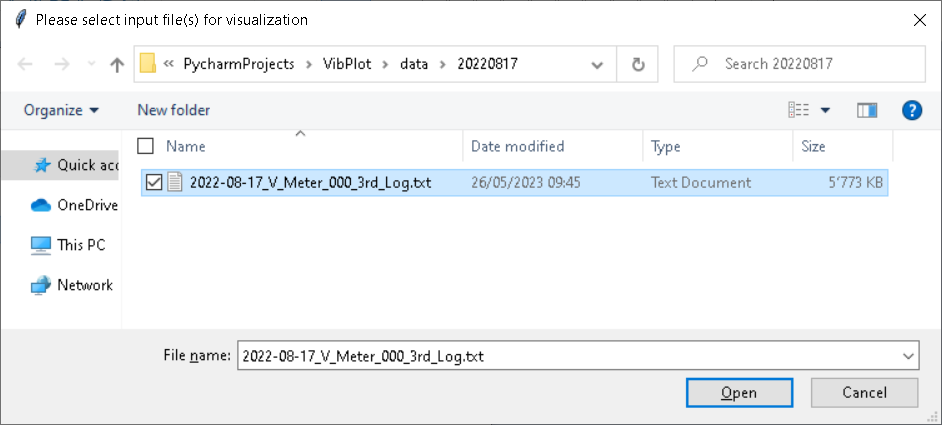 Please select input file(s) for visualization
« PycharmProjects > VibPlot > data > 20220817
Search 20220817
Organize
New folder
?
Name
Date modified
Type
Size
Quick acc
2022-08-17_V_Meter_000_3rd_Log.txt
26/05/2023 09:45
Text Document
5'773 KB
OneDrive
This PC
Network
File name:
2022-08-17_V_Meter_000_3rd_Log.txt
Open
Cancel